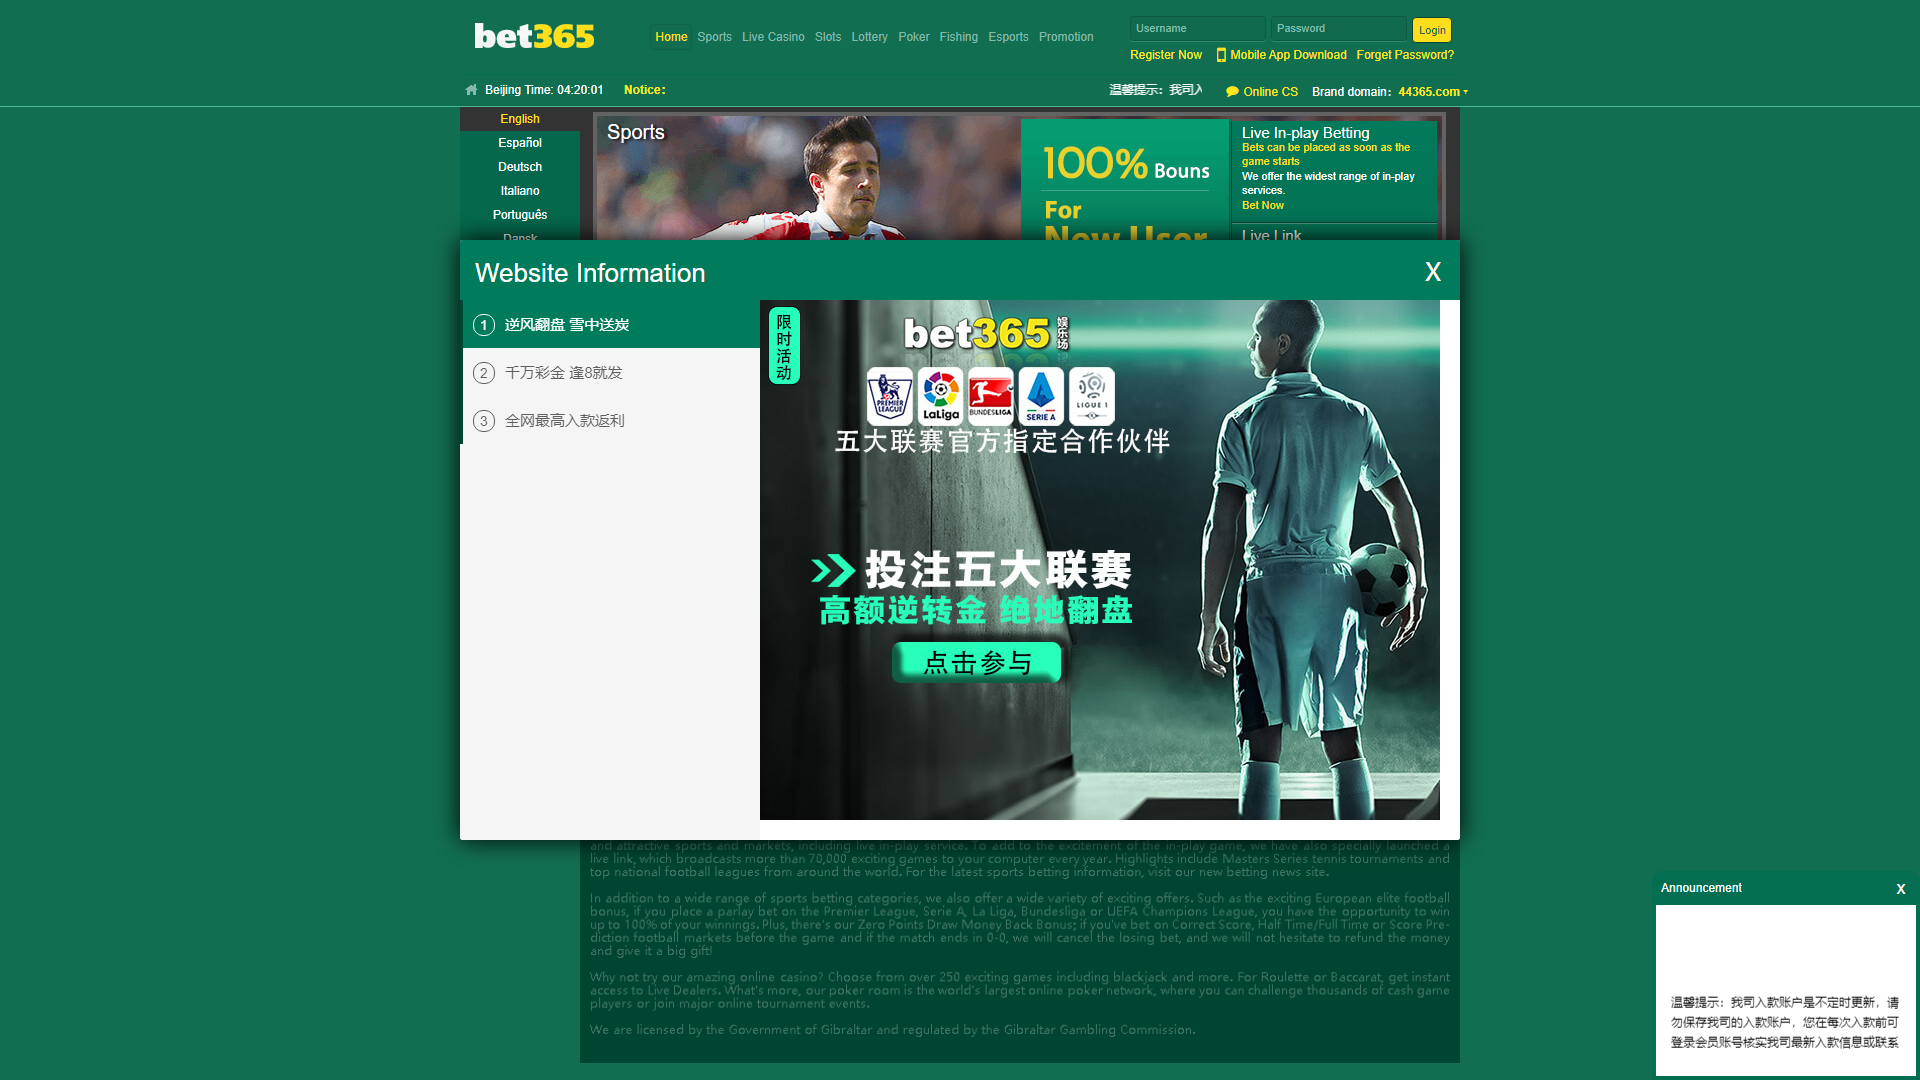 bet365
Home Sports Live Casino Slots Lottery Poker Fishing Esports Promotion
Username Password Login
Register Now Mobile App Download Forget Password?
Beijing Time: 04:20:01 Notice: 温馨提示：我司 Online CS Brand domain: 44365.com
English
Español
Deutsch
Italiano
Português
Dansk
Sports
100% Bouns
For
New User
Live In-play Betting
Bets can be placed as soon as the
game starts
We offer the widest range of in-play
services.
Bet Now
Live Link
Website Information X
1 逆风翻盘 雪中送炭
2 千万彩金 逢8就发
3 全网最高入款返利
限时活动
bet365 娱乐场
PREMIER LEAGUE LaLiga BUNDESLIGA SERIE A LIGUE 1
五大联赛官方指定合作伙伴
投注五大联赛
高额逆转金 绝地翻盘
点击参与
and attractive sports and markets, including live in-play service. To add to the excitement of the in-play game, we have also specially launched a
live link, which broadcasts more than 70,000 exciting games to your computer every year. Highlights include Masters Series tennis tournaments and
top national football leagues from around the world. For the latest sports betting information, visit our new betting news site.
In addition to a wide range of sports betting categories, we also offer a wide variety of exciting offers. Such as the exciting European elite football
bonus, if you place a parlay bet on the Premier League, Serie A, La Liga, Bundesliga or UEFA Champions League, you have the opportunity to win
up to 100% of your winnings. Plus, there's our Zero Points Draw Money Back Bonus; if you've bet on Correct Score, Half Time/Full Time or Score Pre-
diction football markets before the game and if the match ends in 0-0, we will cancel the losing bet, and we will not hesitate to refund the money
and give it a big gift!
Why not try our amazing online casino? Choose from over 250 exciting games including blackjack and more. For Roulette or Baccarat, get instant
access to Live Dealers. What's more, our poker room is the world's largest online poker network, where you can challenge thousands of cash game
players or join major online tournament events.
We are licensed by the Government of Gibraltar and regulated by the Gibraltar Gambling Commission.
Announcement X
温馨提示：我司入款账户是不定时更新，请
勿保存我司的入款账户，您在每次入款前可
登录会员账号核实我司最新入款信息或联系